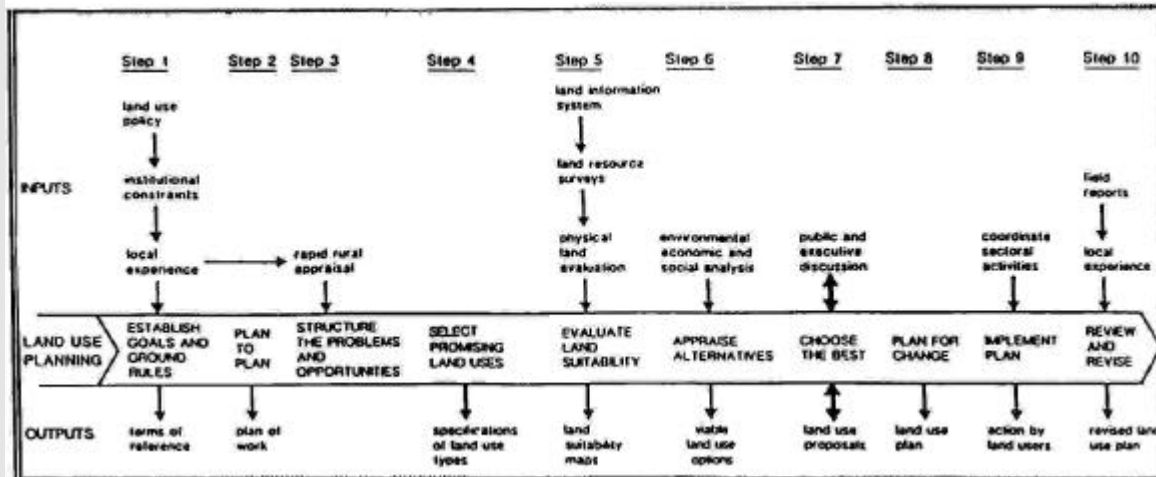 Step 1 Step 2 Step 3 Step 4 Step 5 Step 6 Step 7 Step 8 Step 9 Step 10
land use
policy
institutional
constraints
local
experience
rapid rural
appraisal
land information
system
land resource
surveys
physical
land
evaluation
environmental
economic and
social analysis
public and
executive
discussion
coordinate
sectoral
activities
field
reports
local
experience
INPUTS
LAND USE
PLANNING
ESTABLISH
GOALS AND
GROUND
RULES
PLAN
TO
PLAN
STRUCTURE
THE PROBLEMS
AND
OPPORTUNITIES
SELECT
PROMISING
LAND USES
EVALUATE
LAND
SUITABILITY
APPRAISE
ALTERNATIVES
CHOOSE
THE BEST
PLAN FOR
CHANGE
IMPLEMENT
PLAN
REVIEW
AND
REVISE
OUTPUTS
terms of
reference
plan of
work
specifications
of land use
types
land
suitability
maps
viable
land use
options
land use
proposals
land use
plan
action by
land users
revised land
use plan